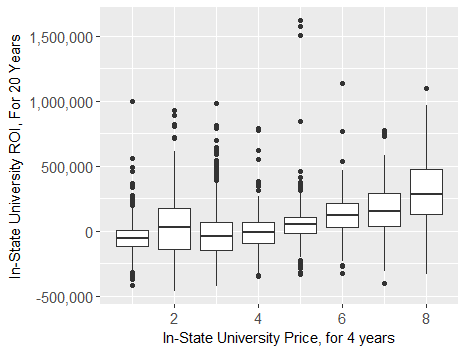 1,500,000
1,000,000
500,000
0
-500,000
In-State University ROI, For 20 Years
2 4 6 8
In-State University Price, for 4 years